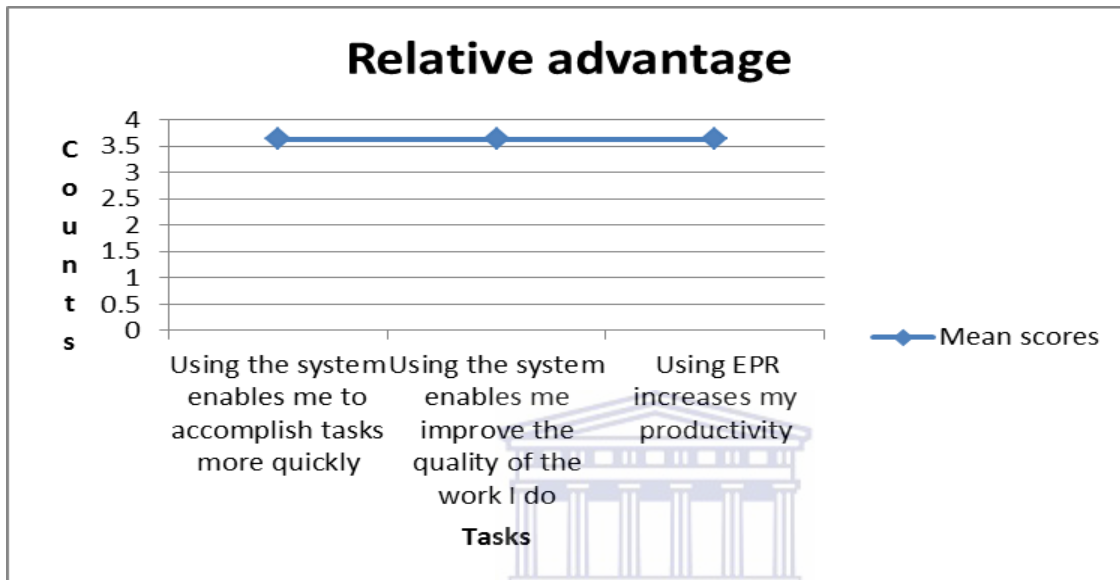 Relative advantage
Counts
4
3.5
3
2.5
2
1.5
1
0.5
0
Using the system
enables me to
accomplish tasks
more quickly
Using the system
enables me
improve the
quality of the
work I do
Using EPR
increases my
productivity
Tasks
Mean scores